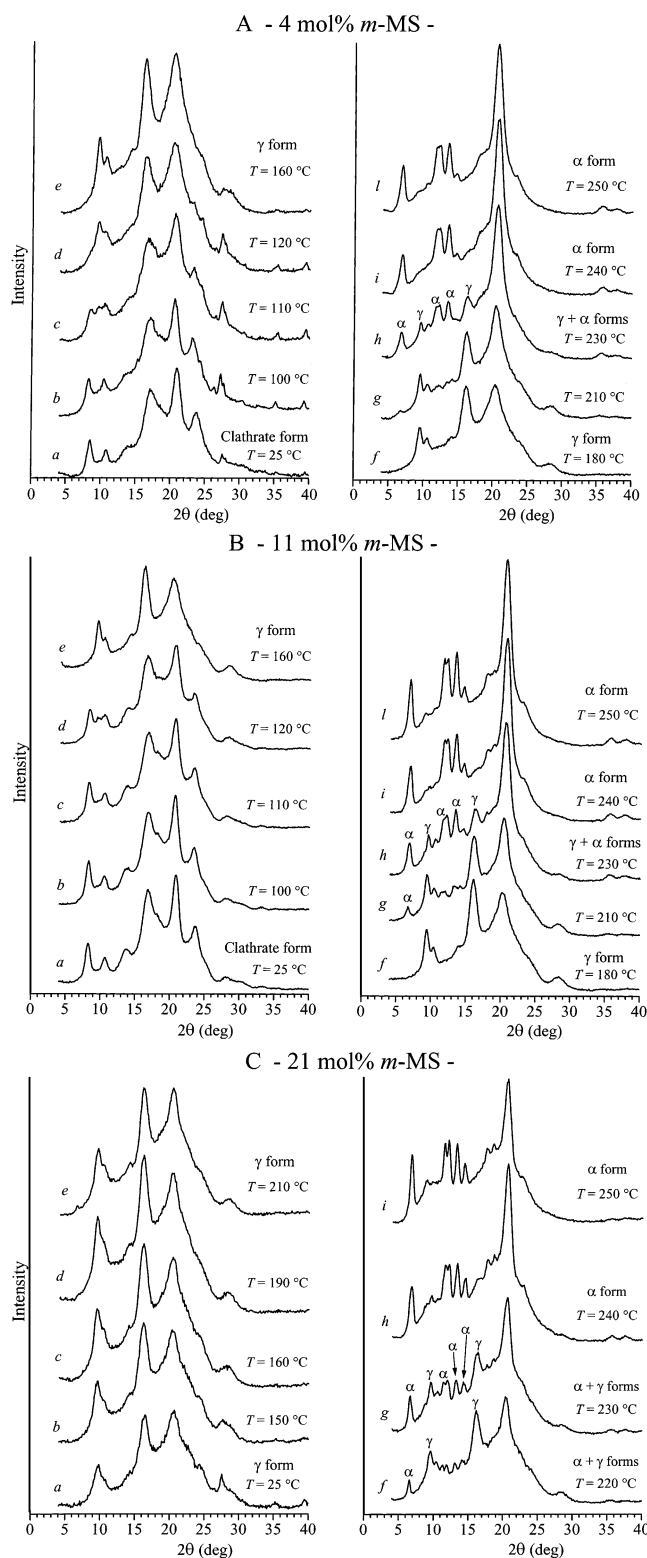 A - 4 mol% m-MS -
Intensity
e
γ form
T = 160 °C
d
T = 120 °C
c
T = 110 °C
b
T = 100 °C
a
Clathrate form
T = 25 °C
0 5 10 15 20 25 30 35 40
2θ (deg)
l
α form
T = 250 °C
i
α form
T = 240 °C
h
α γ α α γ
γ + α forms
T = 230 °C
g
T = 210 °C
f
γ form
T = 180 °C
0 5 10 15 20 25 30 35 40
2θ (deg)
B - 11 mol% m-MS -
Intensity
e
γ form
T = 160 °C
d
T = 120 °C
c
T = 110 °C
b
T = 100 °C
a
Clathrate form
T = 25 °C
0 5 10 15 20 25 30 35 40
2θ (deg)
l
α form
T = 250 °C
i
α form
T = 240 °C
h
α γ α α γ
γ + α forms
T = 230 °C
g
α
T = 210 °C
f
γ form
T = 180 °C
0 5 10 15 20 25 30 35 40
2θ (deg)
C - 21 mol% m-MS -
Intensity
e
γ form
T = 210 °C
d
T = 190 °C
c
T = 160 °C
b
T = 150 °C
a
γ form
T = 25 °C
0 5 10 15 20 25 30 35 40
2θ (deg)
i
α form
T = 250 °C
h
α form
T = 240 °C
g
α γ α α α γ
α + γ forms
T = 230 °C
f
α γ γ
α + γ forms
T = 220 °C
0 5 10 15 20 25 30 35 40
2θ (deg)